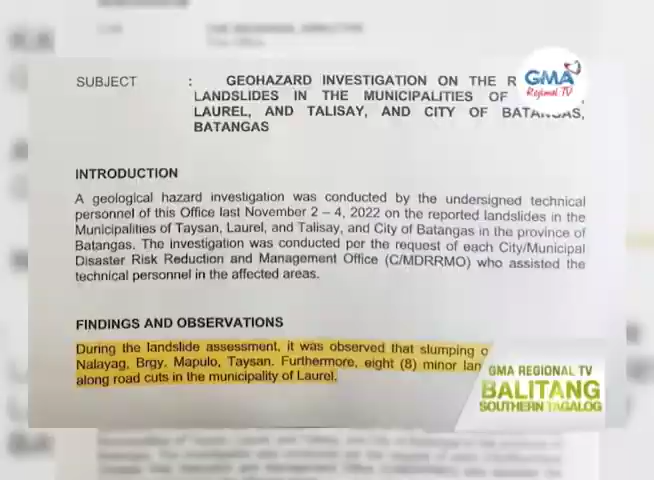 SUBJECT : GEOHAZARD INVESTIGATION ON THE
LANDSLIDES IN THE MUNICIPALITIES OF
LAUREL, AND TALISAY, AND CITY OF BATANGAS,
BATANGAS
GMA
Regional TV
INTRODUCTION
A geological hazard investigation was conducted by the undersigned technical
personnel of this Office last November 2 – 4, 2022 on the reported landslides in the
Municipalities of Taysan, Laurel, and Talisay, and City of Batangas in the province of
Batangas. The investigation was conducted per the request of each City/Municipal
Disaster Risk Reduction and Management Office (C/MDRRMO) who assisted the
technical personnel in the affected areas.
FINDINGS AND OBSERVATIONS
During the landslide assessment, it was observed that slumping
Nalayag, Brgy. Mapulo, Taysan. Furthermore, eight (8) minor
along road cuts in the municipality of Laurel.
GMA REGIONAL TV
BALITANG
SOUTHERN TAGALOG